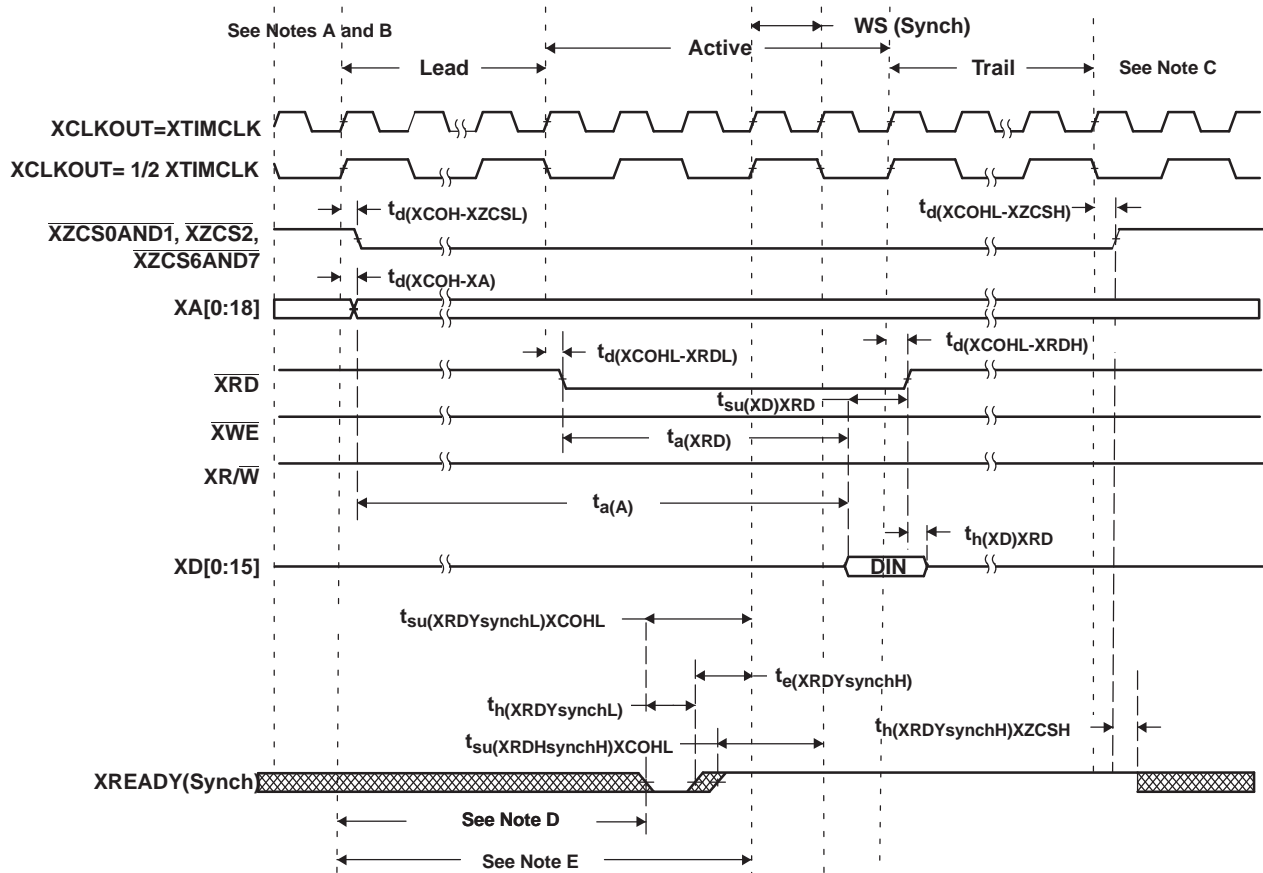 WS (Synch)
See Notes A and B
Active
Lead
Trail
See Note C
XCLKOUT=XTIMCLK
XCLKOUT= 1/2 XTIMCLK
td(XCOH-XZCSL)
td(XCOHL-XZCSH)
XZCS0AND1, XZCS2,
XZCS6AND7
td(XCOH-XA)
XA[0:18]
td(XCOHL-XRDL)
td(XCOHL-XRDH)
XRD
tsu(XD)XRD
XWE
ta(XRD)
XR/W
ta(A)
th(XD)XRD
XD[0:15]
DIN
tsu(XRDYsynchL)XCOHL
te(XRDYsynchH)
th(XRDYsynchL)
th(XRDYsynchH)XZCSH
tsu(XRDHsynchH)XCOHL
XREADY(Synch)
See Note D
See Note E